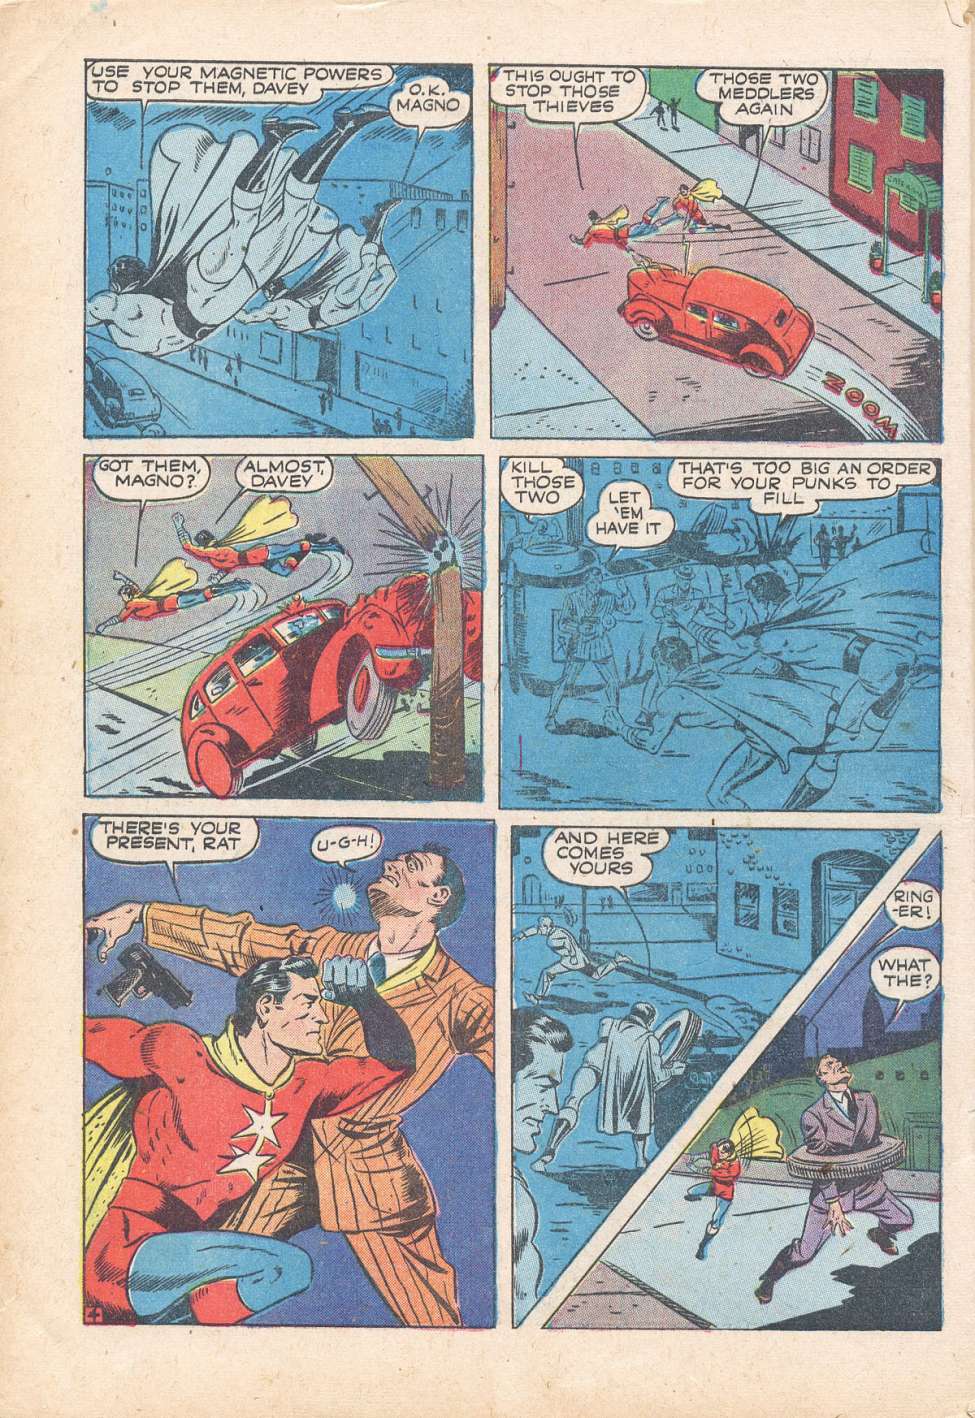 USE YOUR MAGNETIC POWERS
TO STOP THEM, DAVEY
O.K.
MAGNO
THIS OUGHT TO
STOP THOSE
THIEVES
THOSE TWO
MEDDLERS
AGAIN
ZOOM
GOT THEM,
MAGNO?
ALMOST,
DAVEY
KILL
THOSE
TWO
LET
'EM
HAVE IT
THAT'S TOO BIG AN ORDER
FOR YOUR PUNKS TO
FILL
THERE'S YOUR
PRESENT, RAT
U-G-H!
4
AND HERE
COMES
YOURS
RING
-ER!
WHAT
THE?